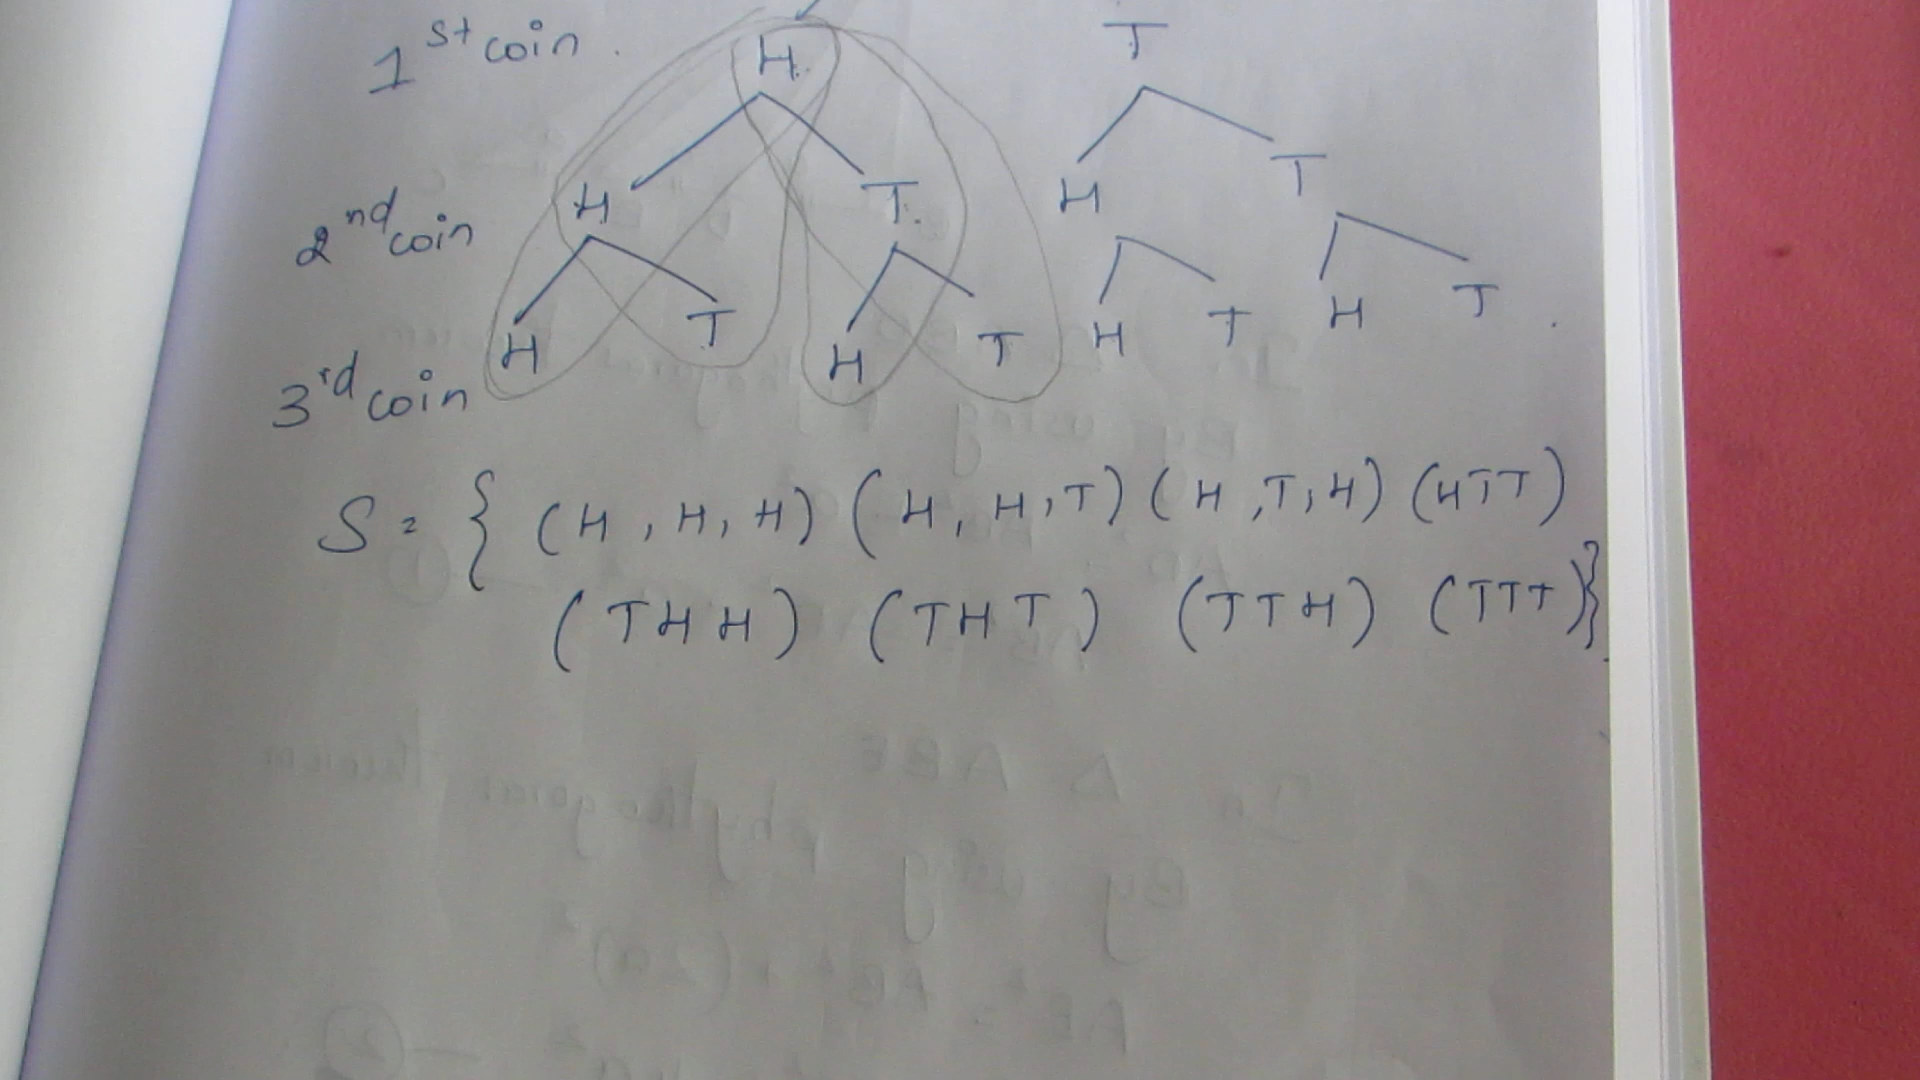 1st coin. H T
H T H T
2nd coin
H T H T H T H T
3rd coin
S = { (H, H, H) (H, H, T) (H, T, H) (HTT)
(THH) (THT) (TTH) (TTT)}